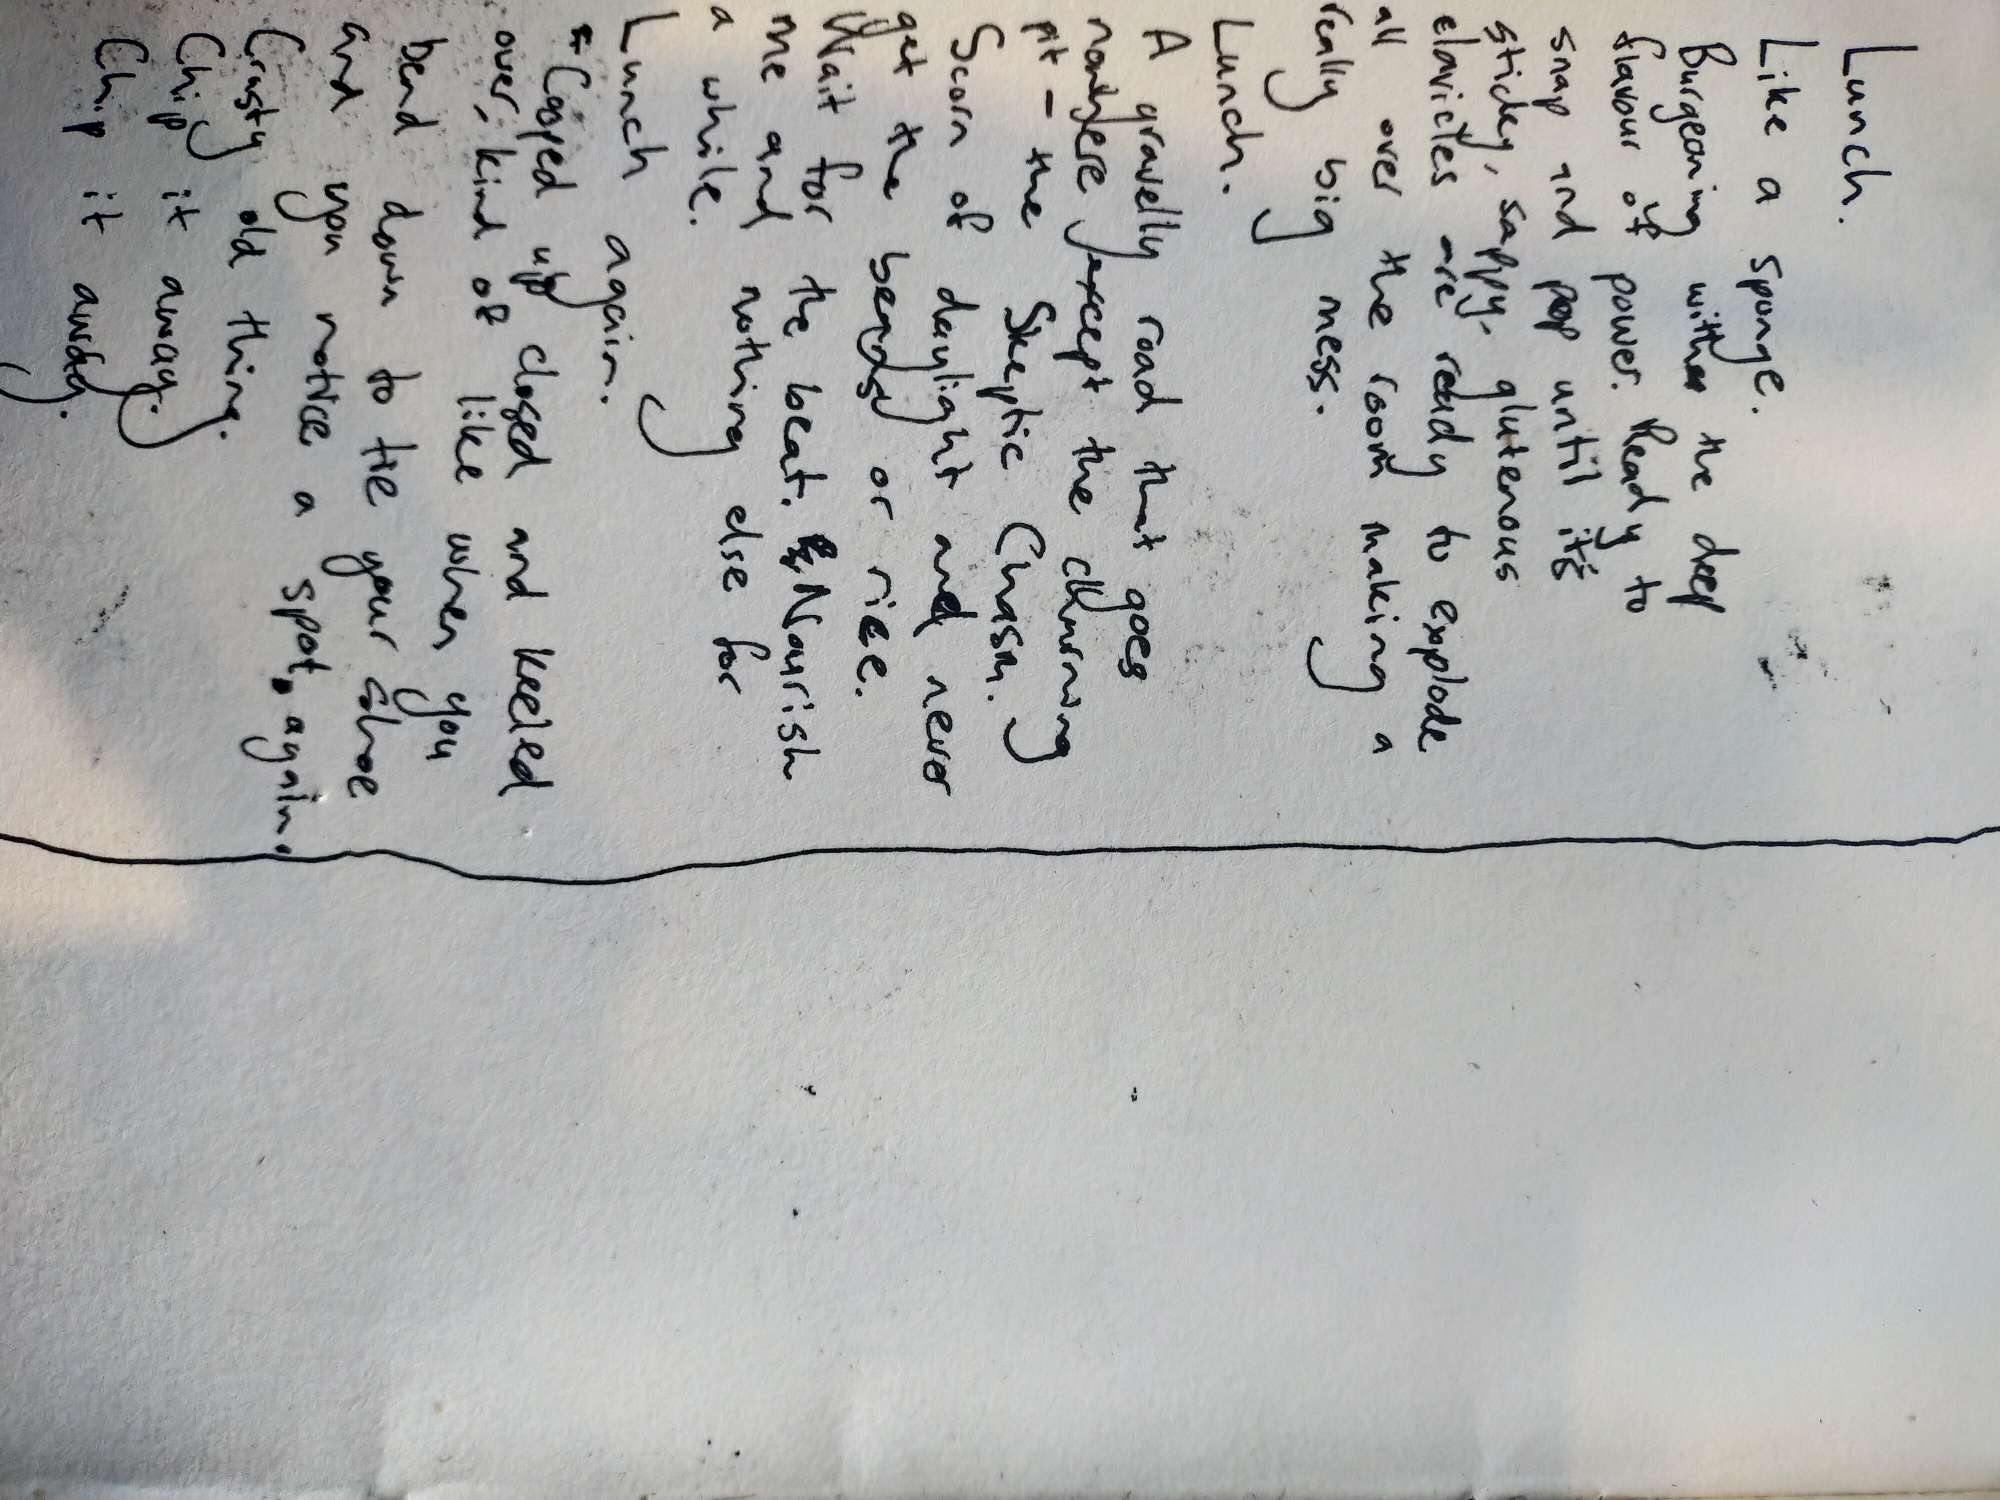 Lunch.
Like a sponge.
Burgeoning with the deep
flavour of power. Ready to
snap and pop until it's
sticky, sappy, glutenous
clavicles are ready to explode
all over the room making a
really big mess.
Lunch.
A gravelly road that goes
nowhere except the churning
pit - the Skeptic Chasm.
Scorn of daylight and never
get the bends or rice.
Wait for the beat. Nourish
me and nothing else for
a while.
Lunch again.
Cooped up closed and keeled
over, kind of like when you
bend down to tie your shoe
and you notice a spot, again.
Crusty old thing.
Chip it away.
Chip it away.